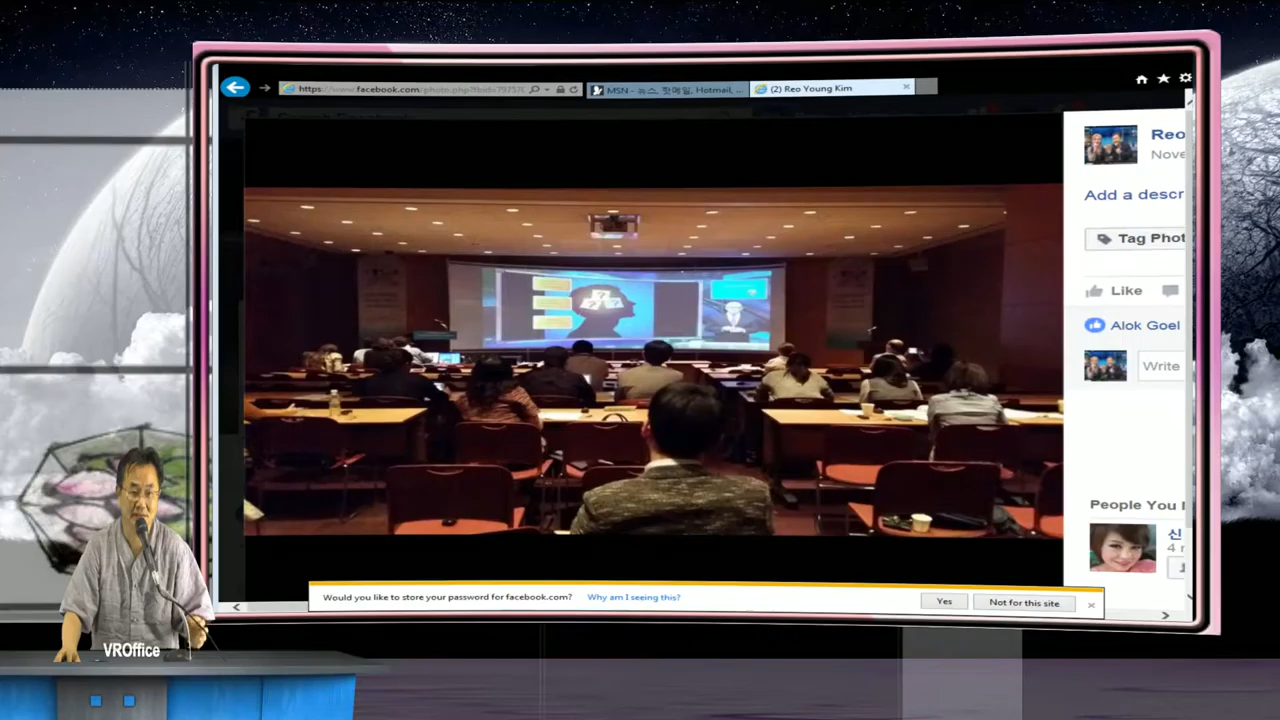 https://www.facebook.com/photo.php?fbid=
MSN - 뉴스, 핫메일, Hotmail, ...
(2) Reo Young Kim
Reo
Nove
Add a descr
Tag Phot
Like
Alok Goel
Write
People You
신
4
Would you like to store your password for facebook.com?
Why am I seeing this?
Yes
Not for this site
VROffice